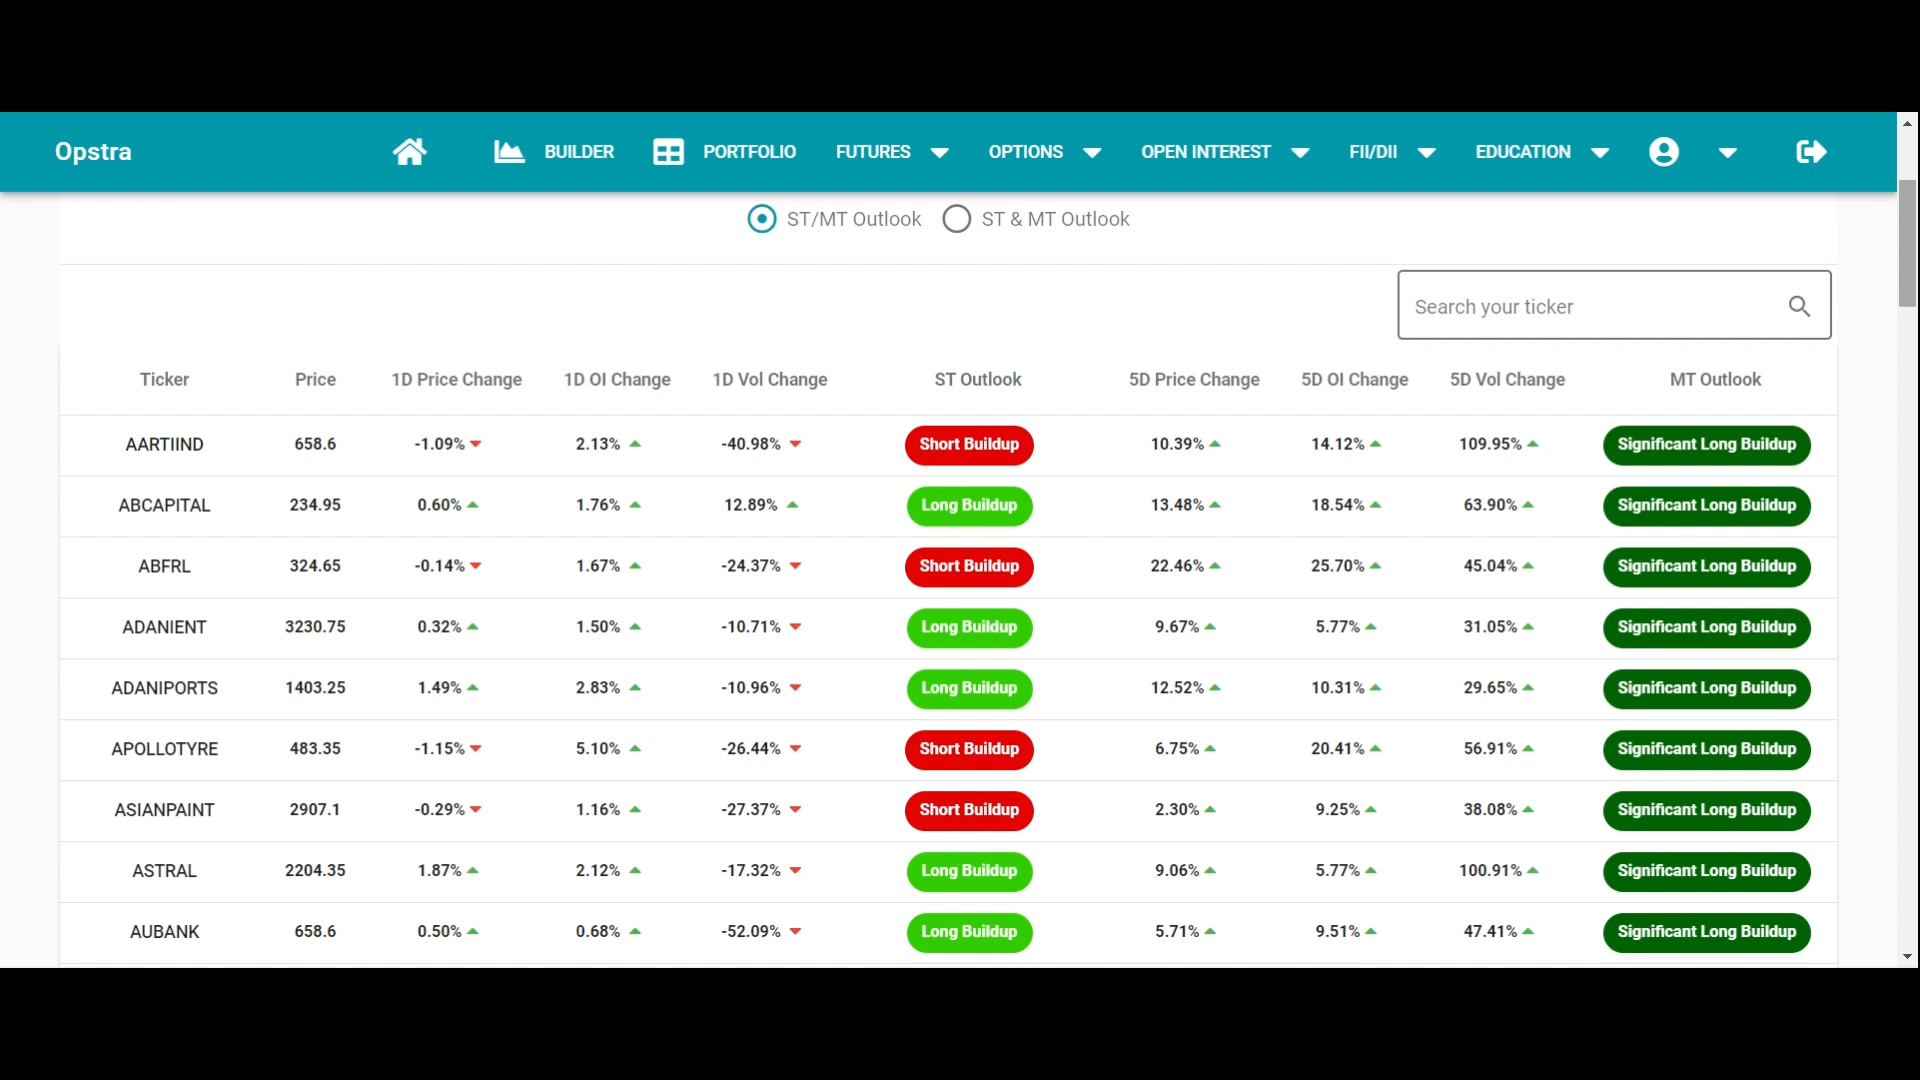 Opstra BUILDER PORTFOLIO FUTURES OPTIONS OPEN INTEREST FII/DII EDUCATION
ST/MT Outlook ST & MT Outlook
Search your ticker
Ticker Price 1D Price Change 1D OI Change 1D Vol Change ST Outlook 5D Price Change 5D OI Change 5D Vol Change MT Outlook
AARTIIND 658.6 -1.09% 2.13% -40.98% Short Buildup 10.39% 14.12% 109.95% Significant Long Buildup
ABCAPITAL 234.95 0.60% 1.76% 12.89% Long Buildup 13.48% 18.54% 63.90% Significant Long Buildup
ABFRL 324.65 -0.14% 1.67% -24.37% Short Buildup 22.46% 25.70% 45.04% Significant Long Buildup
ADANIENT 3230.75 0.32% 1.50% -10.71% Long Buildup 9.67% 5.77% 31.05% Significant Long Buildup
ADANIPORTS 1403.25 1.49% 2.83% -10.96% Long Buildup 12.52% 10.31% 29.65% Significant Long Buildup
APOLLOTYRE 483.35 -1.15% 5.10% -26.44% Short Buildup 6.75% 20.41% 56.91% Significant Long Buildup
ASIANPAINT 2907.1 -0.29% 1.16% -27.37% Short Buildup 2.30% 9.25% 38.08% Significant Long Buildup
ASTRAL 2204.35 1.87% 2.12% -17.32% Long Buildup 9.06% 5.77% 100.91% Significant Long Buildup
AUBANK 658.6 0.50% 0.68% -52.09% Long Buildup 5.71% 9.51% 47.41% Significant Long Buildup